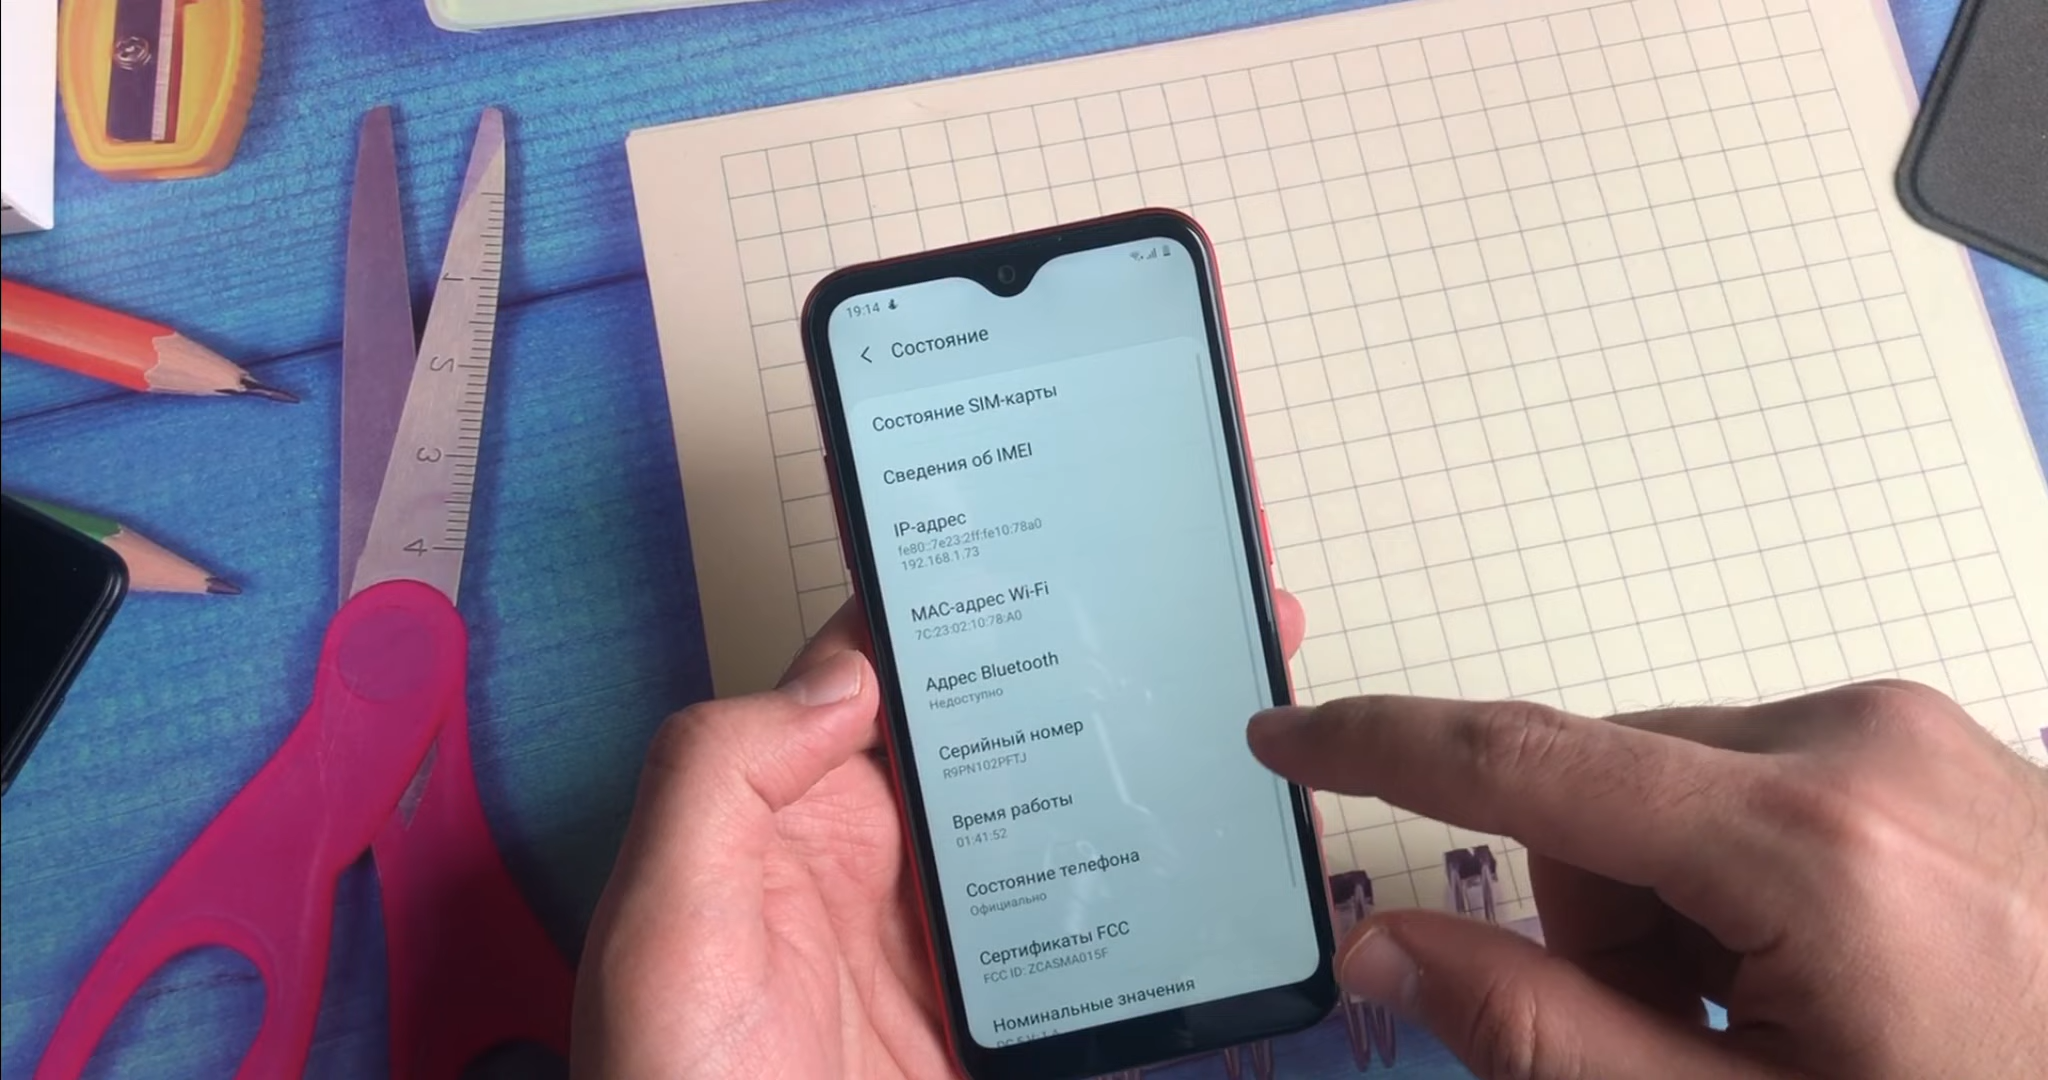 19:14
Состояние
Состояние SIM-карты
Сведения об IMEI
IP-адрес
fe80::7e23:2ff:fe10:78a0
192.168.1.73
MAC-адрес Wi-Fi
7C:23:02:10:78:A0
Адрес Bluetooth
Недоступно
Серийный номер
R9PN102PFTJ
Время работы
01:41:52
Состояние телефона
Официально
Сертификаты FCC
FCC ID: ZCASMA015F
Номинальные значения
1
2
3
4